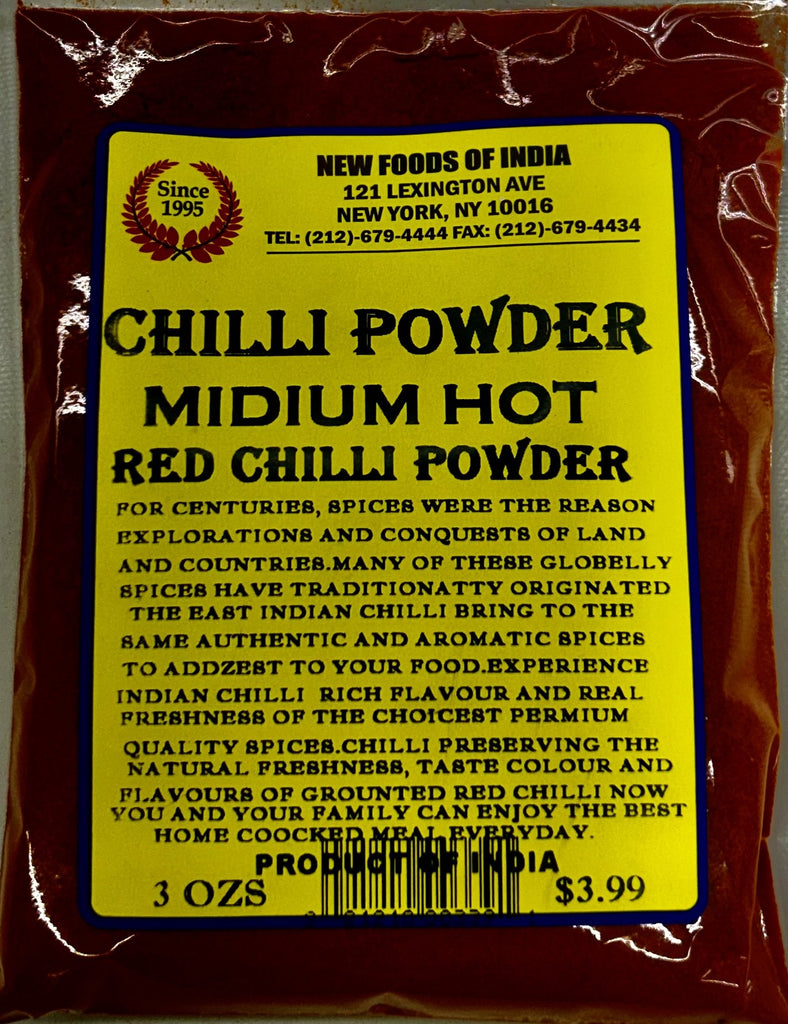 Since
1995
NEW FOODS OF INDIA
121 LEXINGTON AVE
NEW YORK, NY 10016
TEL: (212)-679-4444 FAX: (212)-679-4434
CHILLI POWDER
MIDIUM HOT
RED CHILLI POWDER
FOR CENTURIES, SPICES WERE THE REASON
EXPLORATIONS AND CONQUESTS OF LAND
AND COUNTRIES.MANY OF THESE GLOBELLY
SPICES HAVE TRADITIONATTY ORIGINATED
THE EAST INDIAN CHILLI BRING TO THE
SAME AUTHENTIC AND AROMATIC SPICES
TO ADDZEST TO YOUR FOOD.EXPERIENCE
INDIAN CHILLI RICH FLAVOUR AND REAL
FRESHNESS OF THE CHOICEST PERMIUM
QUALITY SPICES.CHILLI PRESERVING THE
NATURAL FRESHNESS, TASTE COLOUR AND
FLAVOURS OF GROUNTED RED CHILLI NOW
YOU AND YOUR FAMILY CAN ENJOY THE BEST
HOME COOCKED MEAL EVERYDAY.
PRODUCT OF INDIA
3 OZS
$3.99